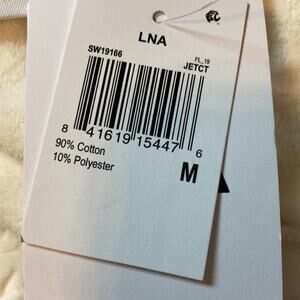 LNA
SW19166
FL_19
JETCT
8 41619 15447 6
90% Cotton
10% Polyester
M